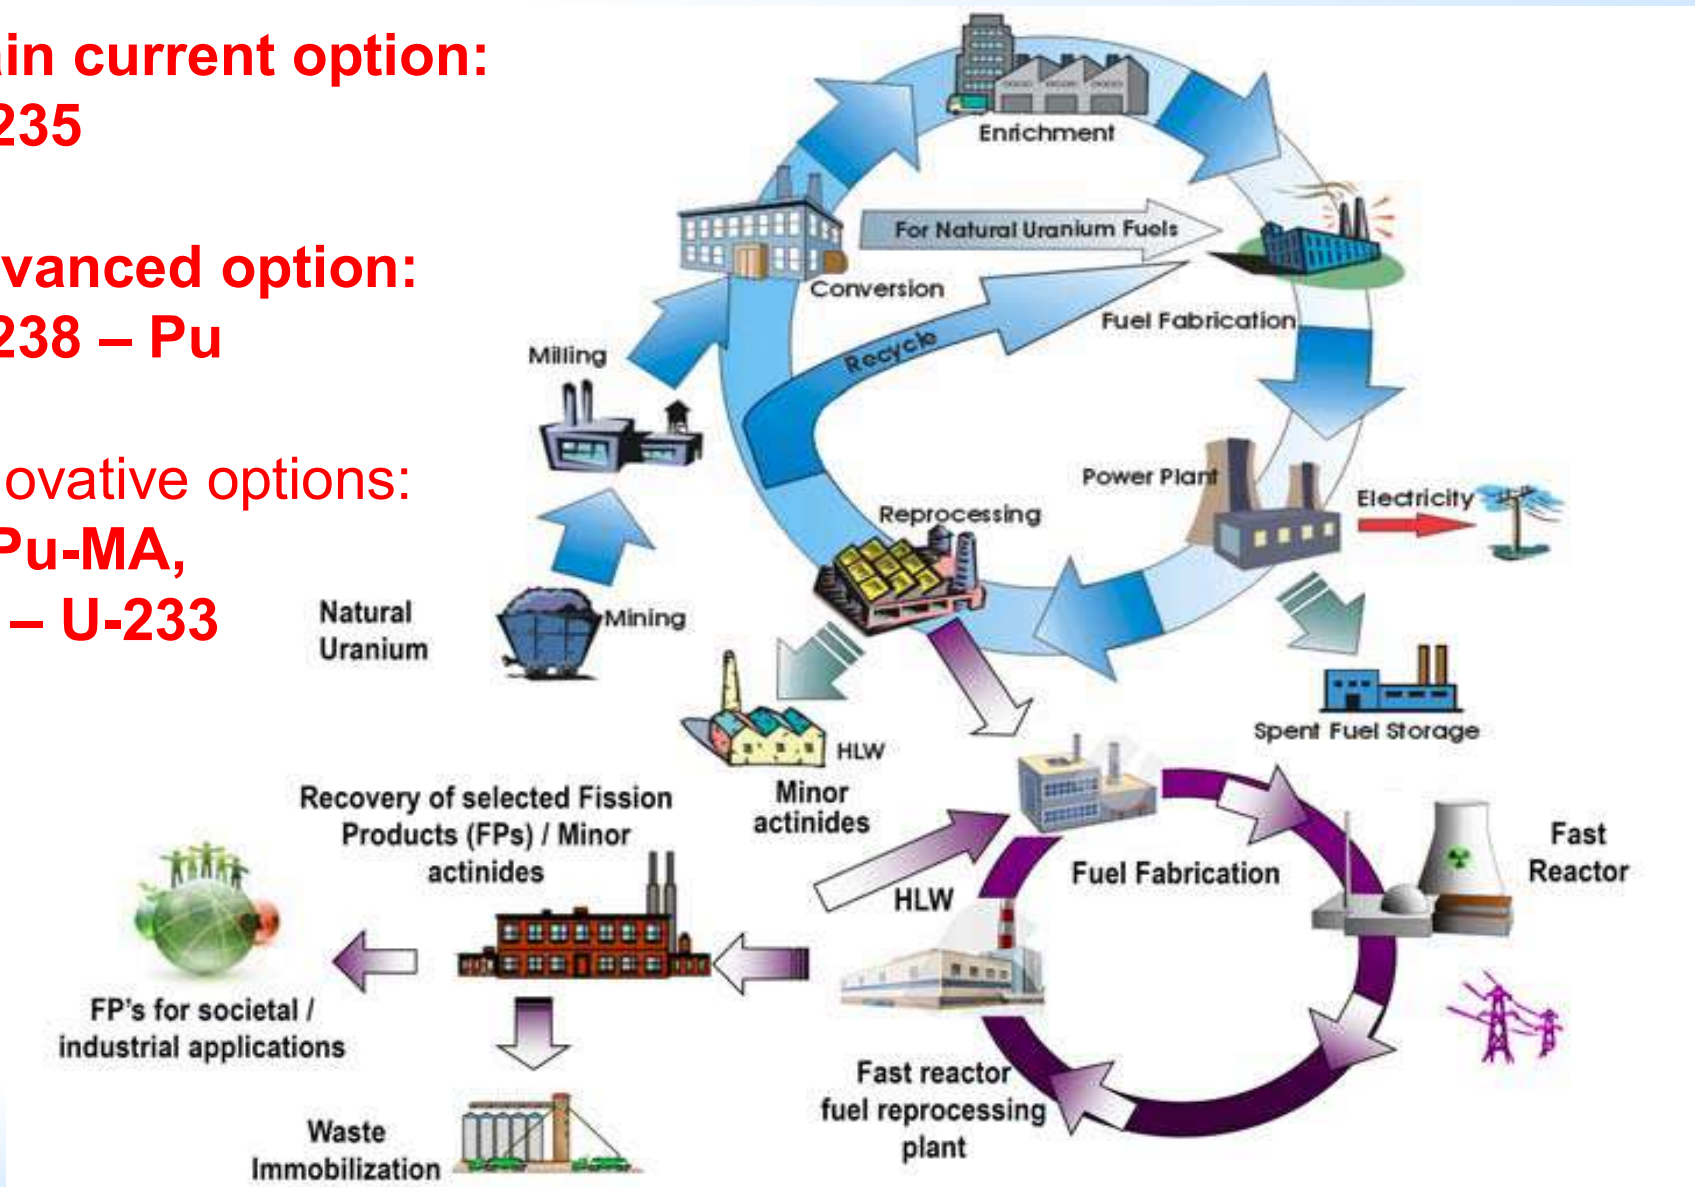 ain current option:
235
vanced option:
238 – Pu
ovative options:
Pu-MA,
– U-233
Enrichment
For Natural Uranium Fuels
Conversion
Fuel Fabrication
Recycle
Milling
Power Plant
Electricity
Reprocessing
Natural
Uranium
Mining
Spent Fuel Storage
HLW
Minor
actinides
Recovery of selected Fission
Products (FPs) / Minor
actinides
Fuel Fabrication
Fast
Reactor
HLW
FP's for societal /
industrial applications
Fast reactor
fuel reprocessing
plant
Waste
Immobilization